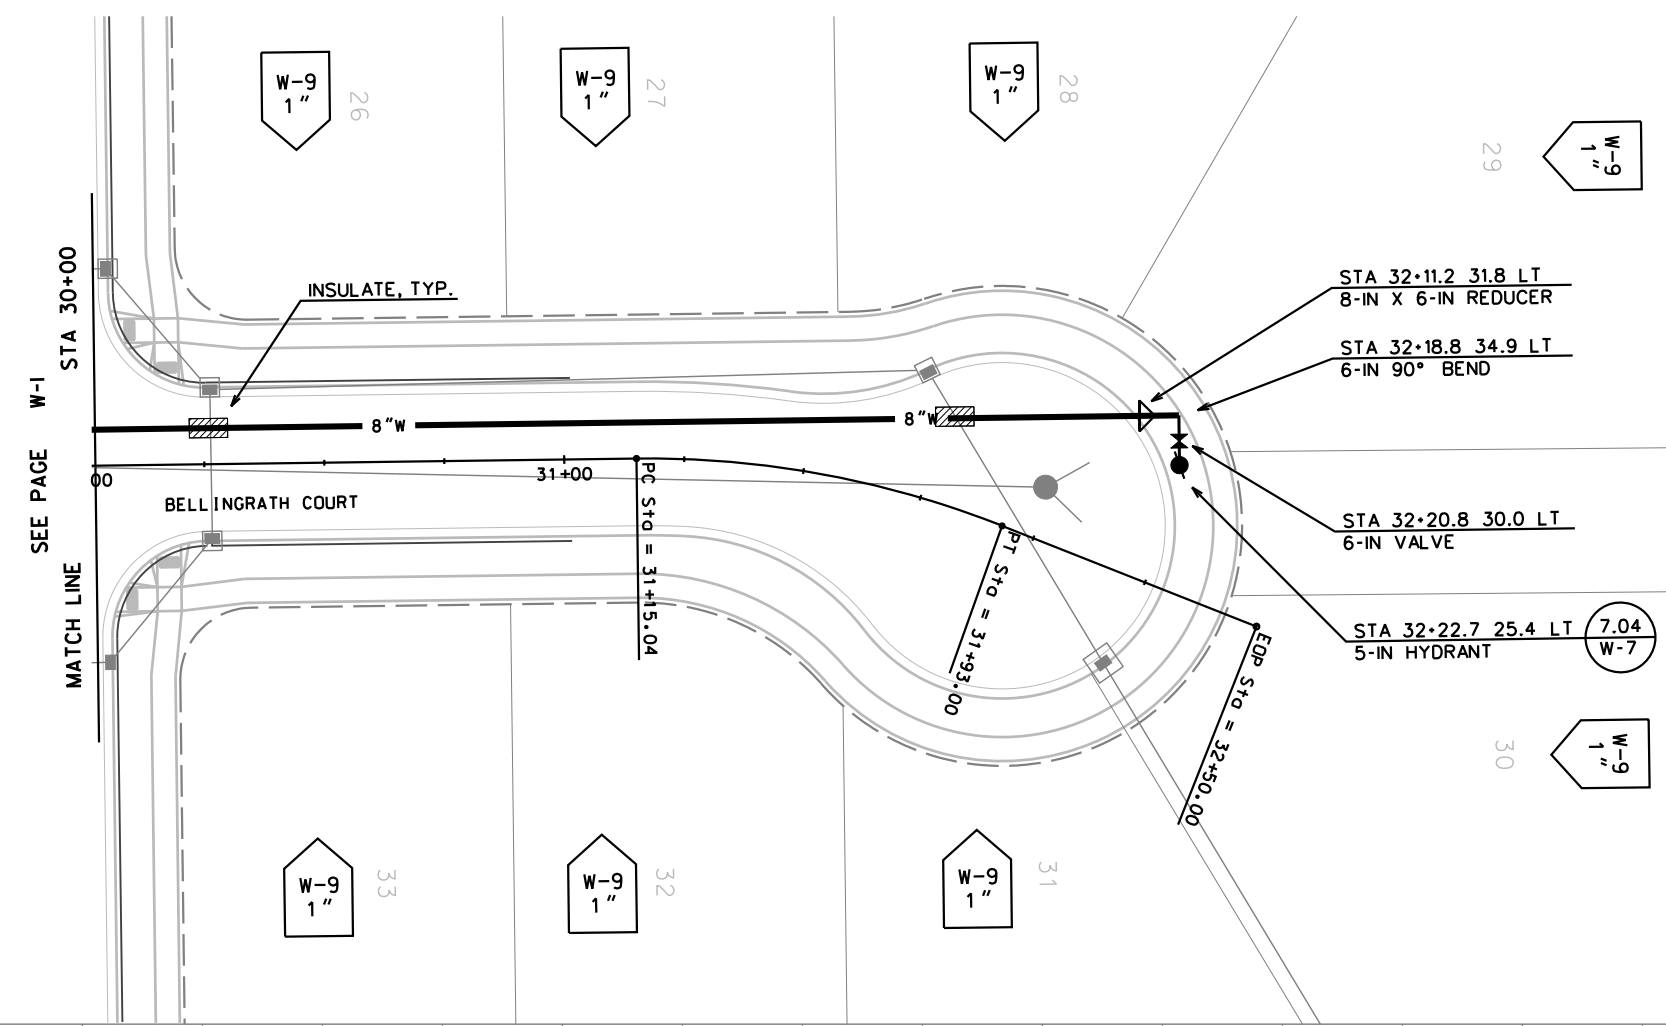 W-9
1"
26
W-9
1"
27
W-9
1"
28
29
W-9
1"
STA 30+00
SEE PAGE W-1
MATCH LINE
INSULATE, TYP.
STA 32+11.2 31.8 LT
8-IN X 6-IN REDUCER
STA 32+18.8 34.9 LT
6-IN 90° BEND
8"W
8"W
00
31+00
BELLINGRATH COURT
PC Sta = 31+15.04
PT Sta = 31+93.00
EOP Sta = 32+50.00
STA 32+20.8 30.0 LT
6-IN VALVE
STA 32+22.7 25.4 LT
5-IN HYDRANT
7.04
W-7
30
W-9
1"
W-9
1"
33
W-9
1"
32
W-9
1"
31